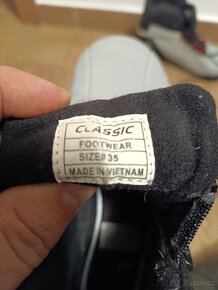 CLASSIC
FOOTWEAR
SIZE# 35
MADE IN VIETNAM